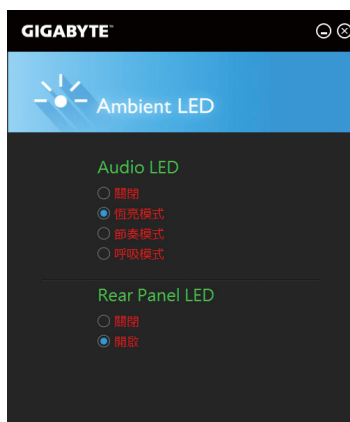 GIGABYTE™
Ambient LED
Audio LED
關閉
恆亮模式
節奏模式
呼吸模式
Rear Panel LED
關閉
開啟